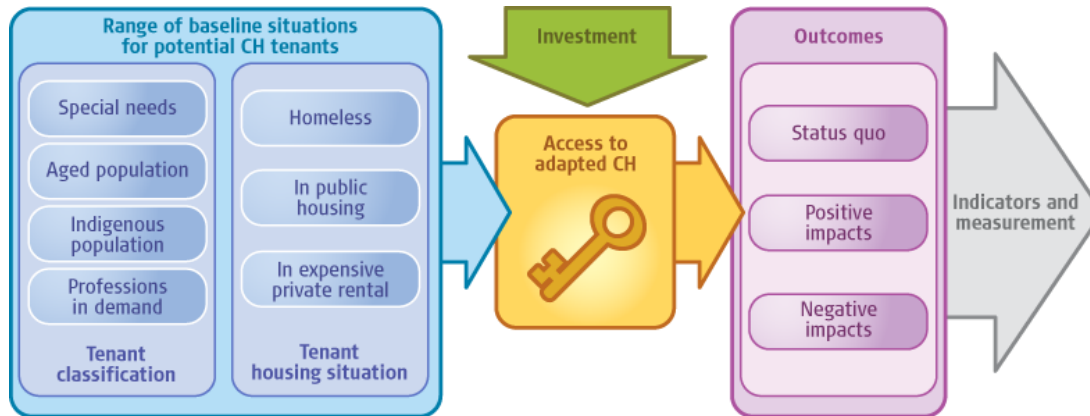 Range of baseline situations
for potential CH tenants
Special needs
Aged population
Indigenous
population
Professions
in demand
Tenant
classification
Homeless
In public
housing
In expensive
private rental
Tenant
housing situation
Investment
Access to
adapted CH
Outcomes
Status quo
Positive
impacts
Negative
impacts
Indicators and
measurement